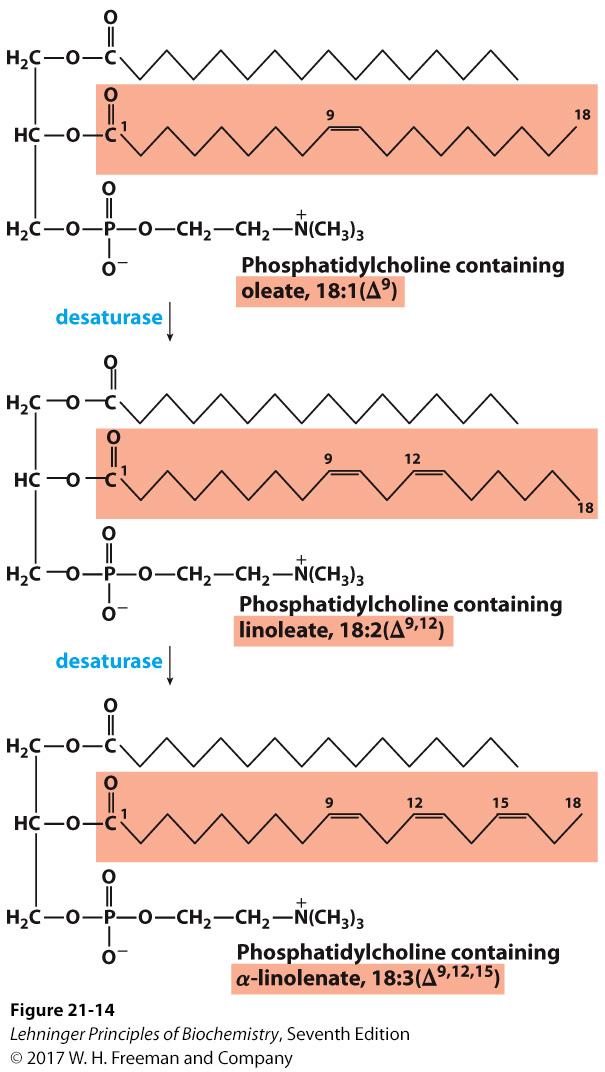 O
H₂C—O—C
O
HC—O—C 1 9 18
O
H₂C—O—P—O—CH₂—CH₂—N(CH₃)₃
+
O⁻
Phosphatidylcholine containing
oleate, 18:1(Δ⁹)
desaturase
O
H₂C—O—C
O
HC—O—C 1 9 12 18
O
H₂C—O—P—O—CH₂—CH₂—N(CH₃)₃
+
O⁻
Phosphatidylcholine containing
linoleate, 18:2(Δ⁹,¹²)
desaturase
O
H₂C—O—C
O
HC—O—C 1 9 12 15 18
O
H₂C—O—P—O—CH₂—CH₂—N(CH₃)₃
+
O⁻
Phosphatidylcholine containing
α-linolenate, 18:3(Δ⁹,¹²,¹⁵)
Figure 21-14
Lehninger Principles of Biochemistry, Seventh Edition
© 2017 W. H. Freeman and Company